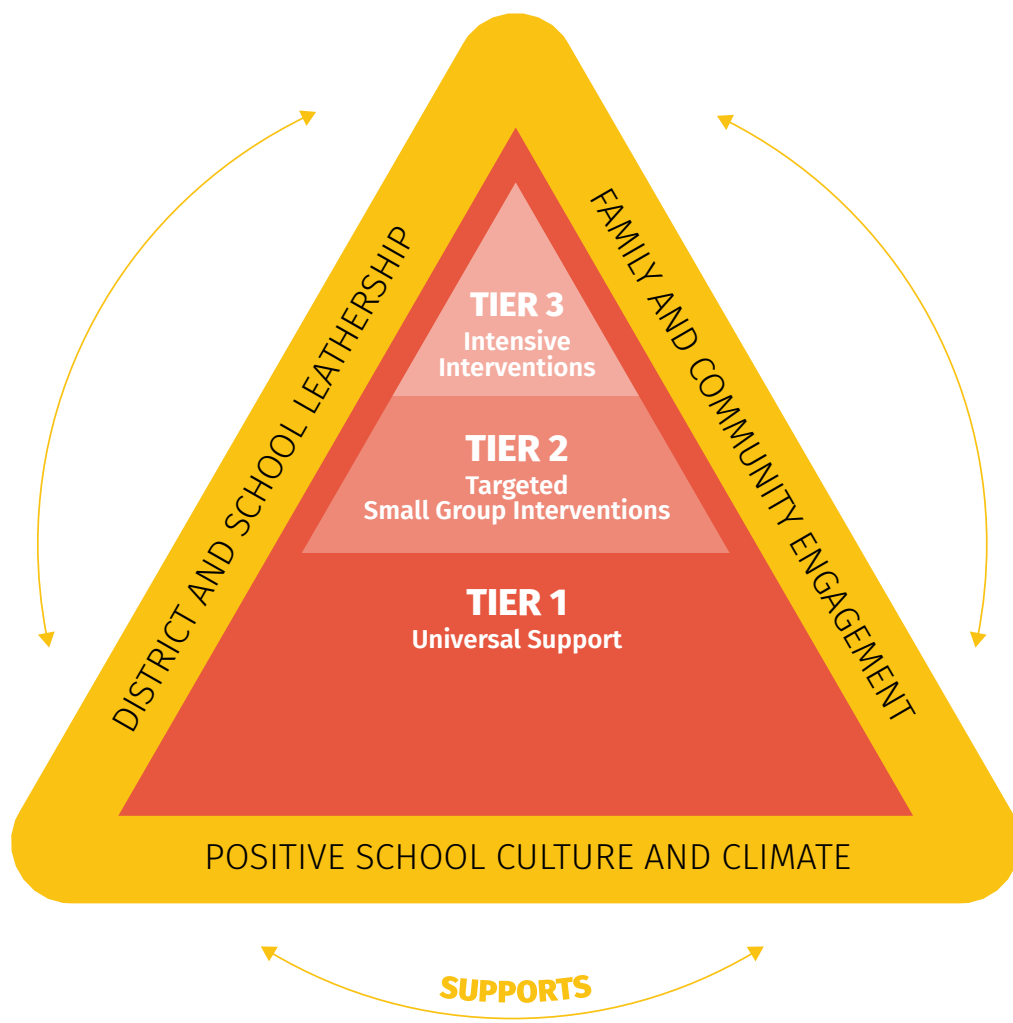 DISTRICT AND SCHOOL LEATHERSHIP
FAMILY AND COMMUNITY ENGAGEMENT
TIER 3
Intensive
Interventions
TIER 2
Targeted
Small Group Interventions
TIER 1
Universal Support
POSITIVE SCHOOL CULTURE AND CLIMATE
SUPPORTS